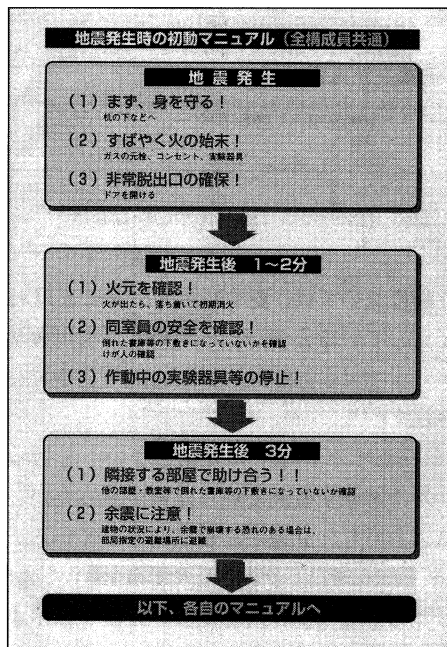 地震発生時の初動マニュアル（全構成員共通）
地震発生
（1）まず、身を守る！
机の下などへ
（2）すばやく火の始末！
ガスの元栓、コンセント、実験器具
（3）非常脱出口の確保！
ドアを開ける
地震発生後 1～2分
（1）火元を確認！
火が出たら、落ち着いて初期消火
（2）同室員の安全を確認！
倒れた書庫等の下敷きになっていないかを確認
けが人の確認
（3）作動中の実験器具等の停止！
地震発生後 3分
（1）隣接する部屋で助け合う！！
他の部屋・教室等で倒れた書庫等の下敷きになっていないか確認
（2）余震に注意！
建物の状況により、余震で崩壊する恐れのある場合は、
部局指定の避難場所に避難
以下、各自のマニュアルへ